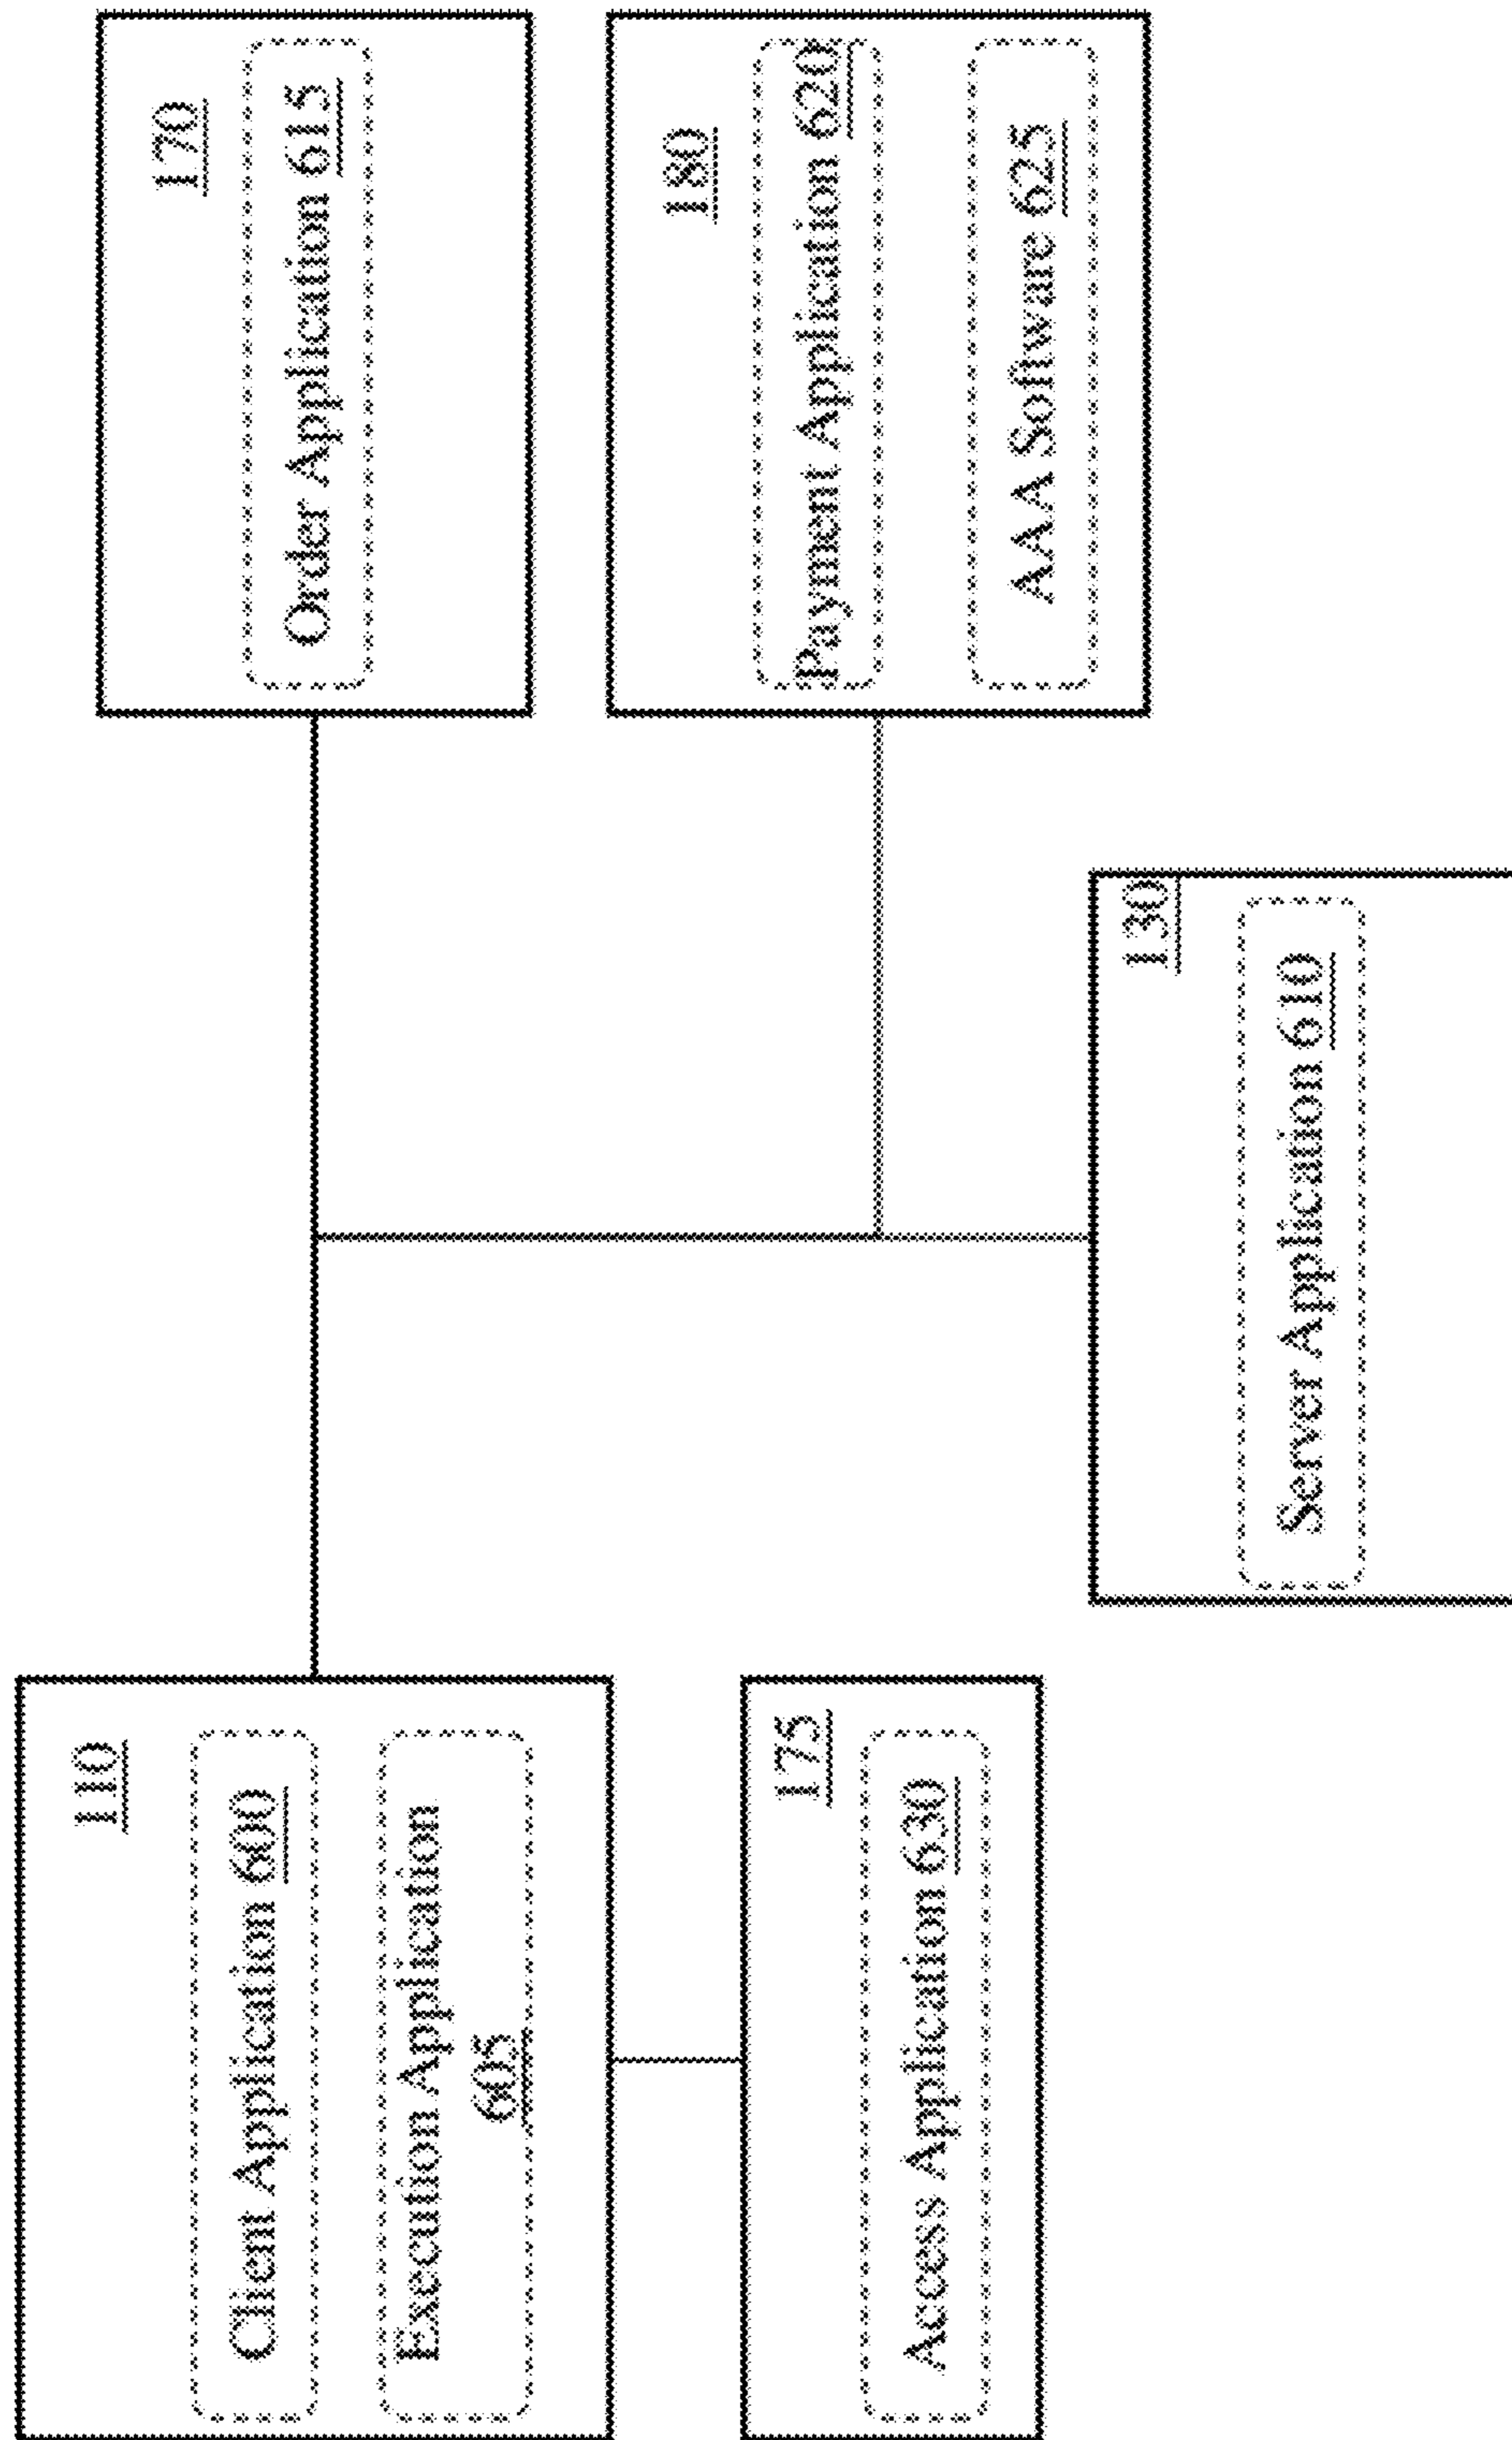 110
Client Application 600
Execution Application
605
175
Access Application 630
130
Server Application 610
170
Order Application 615
180
Payment Application 620
AAA Software 625